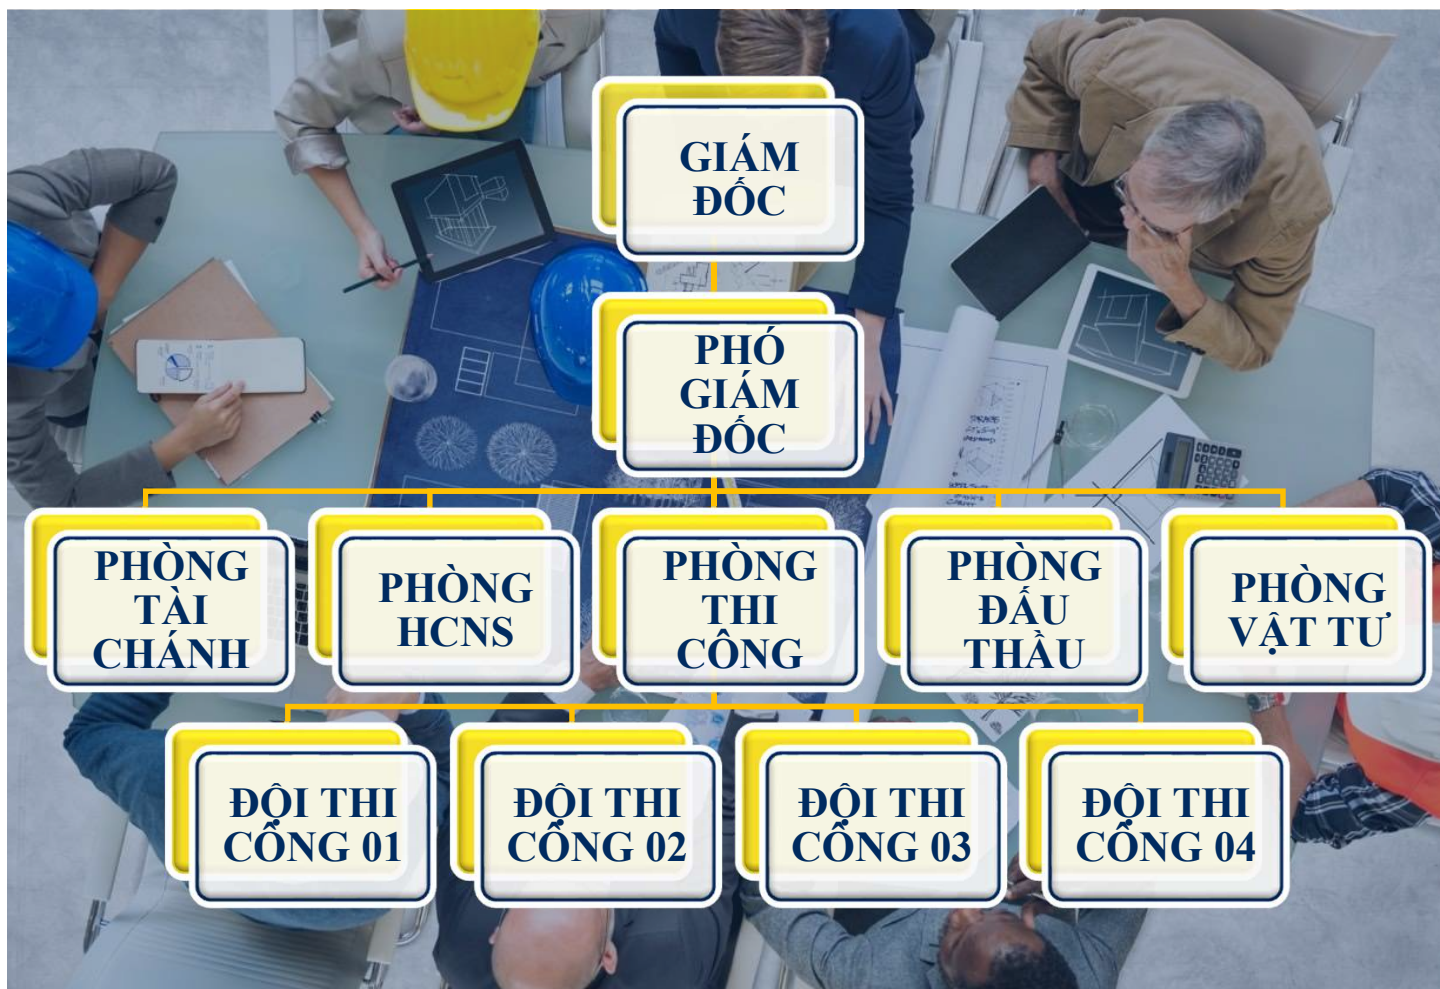 GIÁM
ĐỐC
PHÓ
GIÁM
ĐỐC
PHÒNG
TÀI
CHÁNH
PHÒNG
HCNS
PHÒNG
THI
CÔNG
PHÒNG
ĐẤU
THẦU
PHÒNG
VẬT TƯ
ĐỘI THI
CÔNG 01
ĐỘI THI
CÔNG 02
ĐỘI THI
CÔNG 03
ĐỘI THI
CÔNG 04